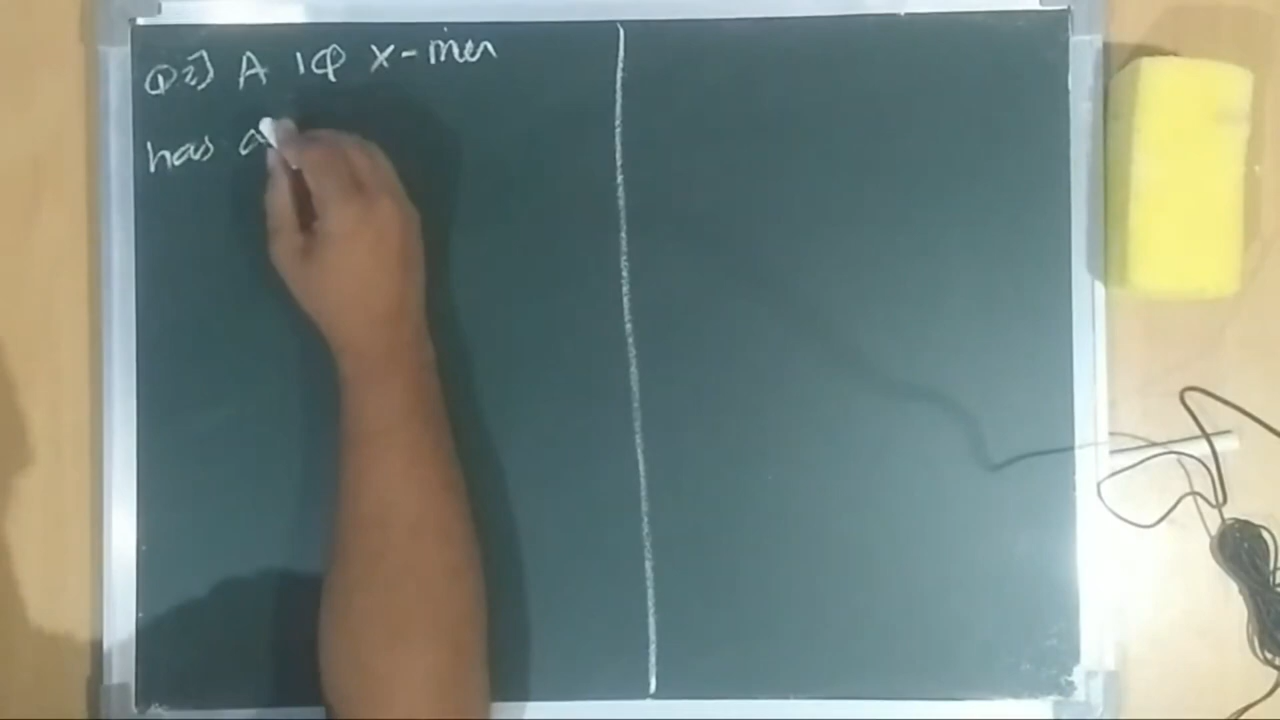 Q2] A 1φ x-mer
has a